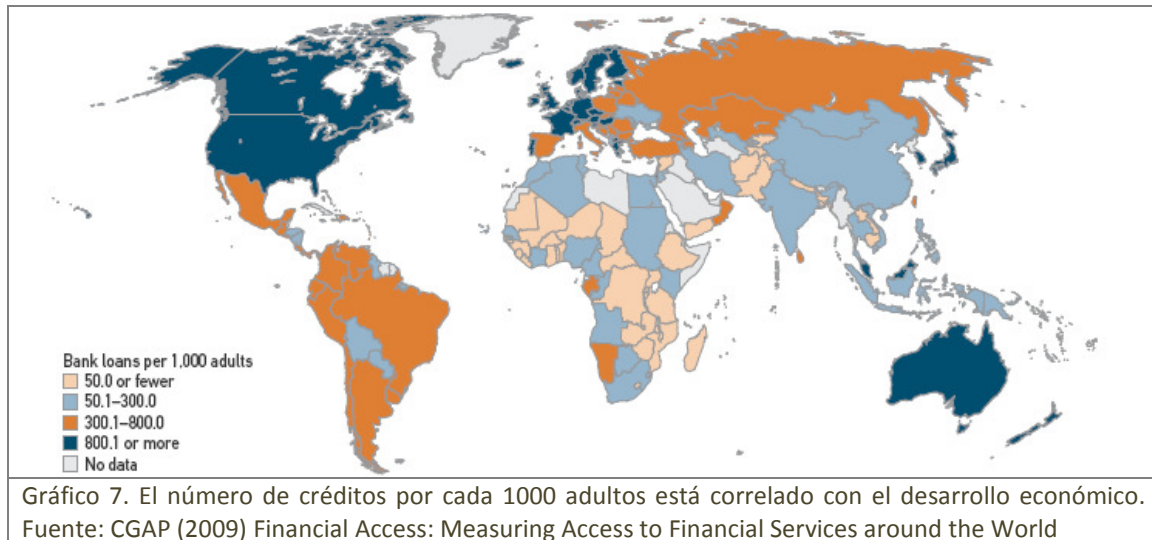 Bank loans per 1,000 adults
50.0 or fewer
50.1–300.0
300.1–800.0
800.1 or more
No data
Gráfico 7. El número de créditos por cada 1000 adultos está correlado con el desarrollo económico.
Fuente: CGAP (2009) Financial Access: Measuring Access to Financial Services around the World